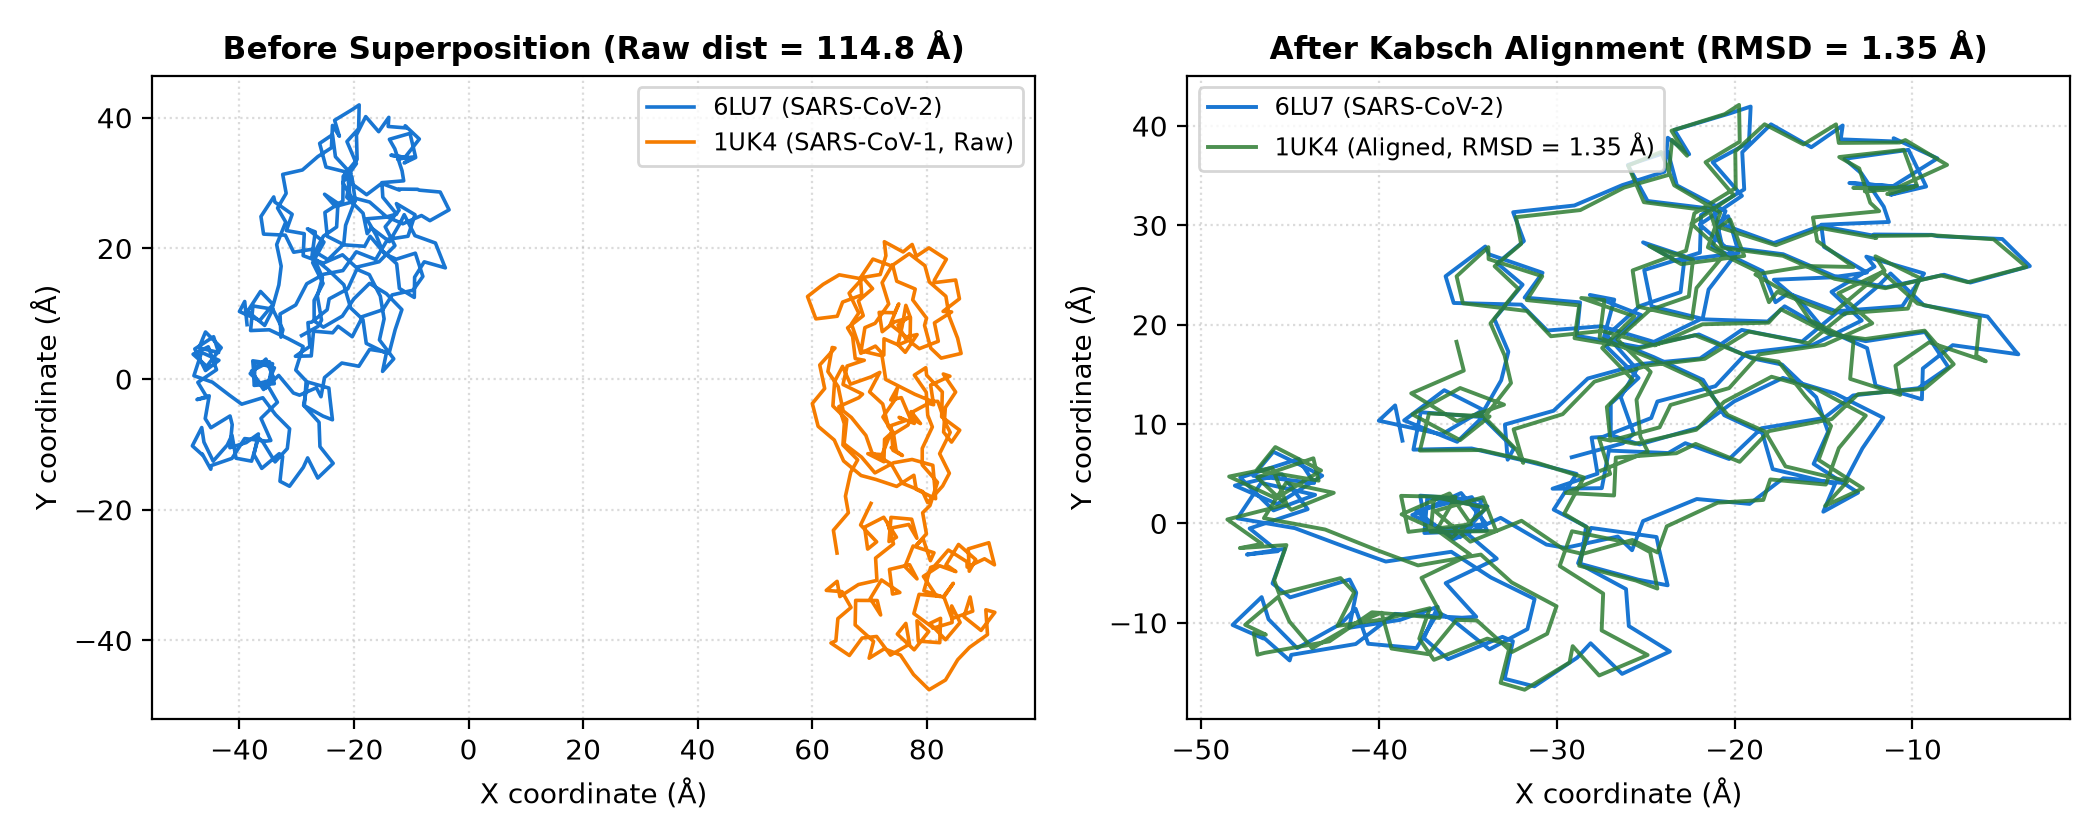 Before Superposition (Raw dist = 114.8 Å)
6LU7 (SARS-CoV-2)
1UK4 (SARS-CoV-1, Raw)
40
20
0
−20
−40
Y coordinate (Å)
−40 −20 0 20 40 60 80
X coordinate (Å)
After Kabsch Alignment (RMSD = 1.35 Å)
6LU7 (SARS-CoV-2)
1UK4 (Aligned, RMSD = 1.35 Å)
40
30
20
10
0
−10
Y coordinate (Å)
−50 −40 −30 −20 −10
X coordinate (Å)